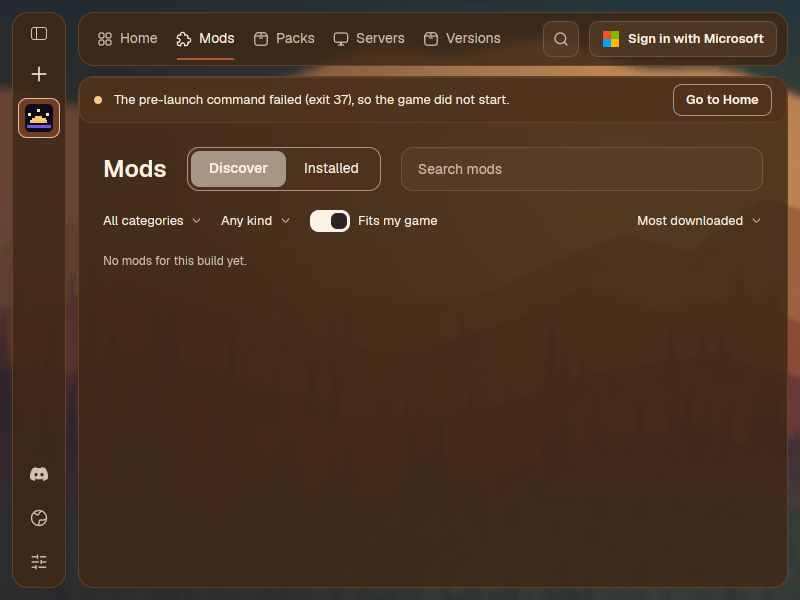 Home
Mods
Packs
Servers
Versions
Sign in with Microsoft
The pre-launch command failed (exit 37), so the game did not start.
Go to Home
Mods
Discover
Installed
Search mods
All categories
Any kind
Fits my game
Most downloaded
No mods for this build yet.